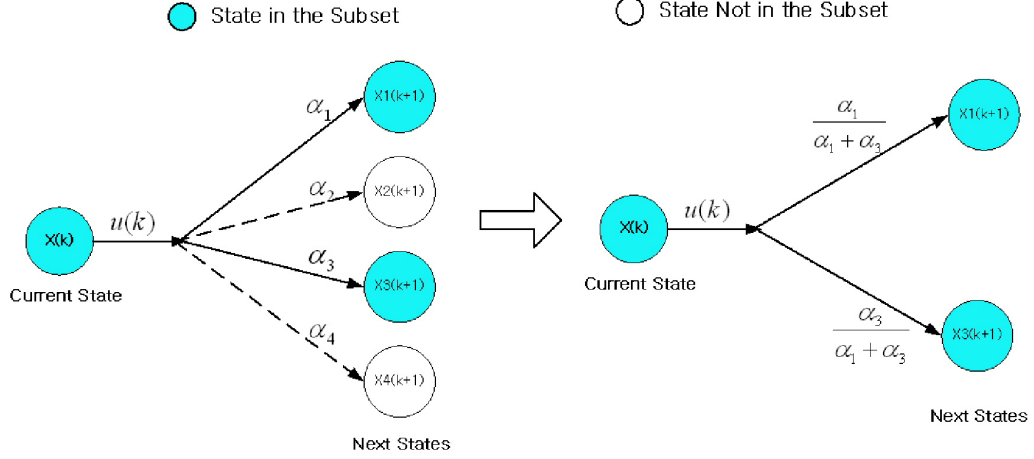 State in the Subset
State Not in the Subset
α₁
X1(k+1)
α₂
X2(k+1)
X(k)
u(k)
α₃
X3(k+1)
Current State
α₄
X4(k+1)
Next States
α₁
α₁ + α₃
X1(k+1)
X(k)
u(k)
Current State
α₃
α₁ + α₃
X3(k+1)
Next States